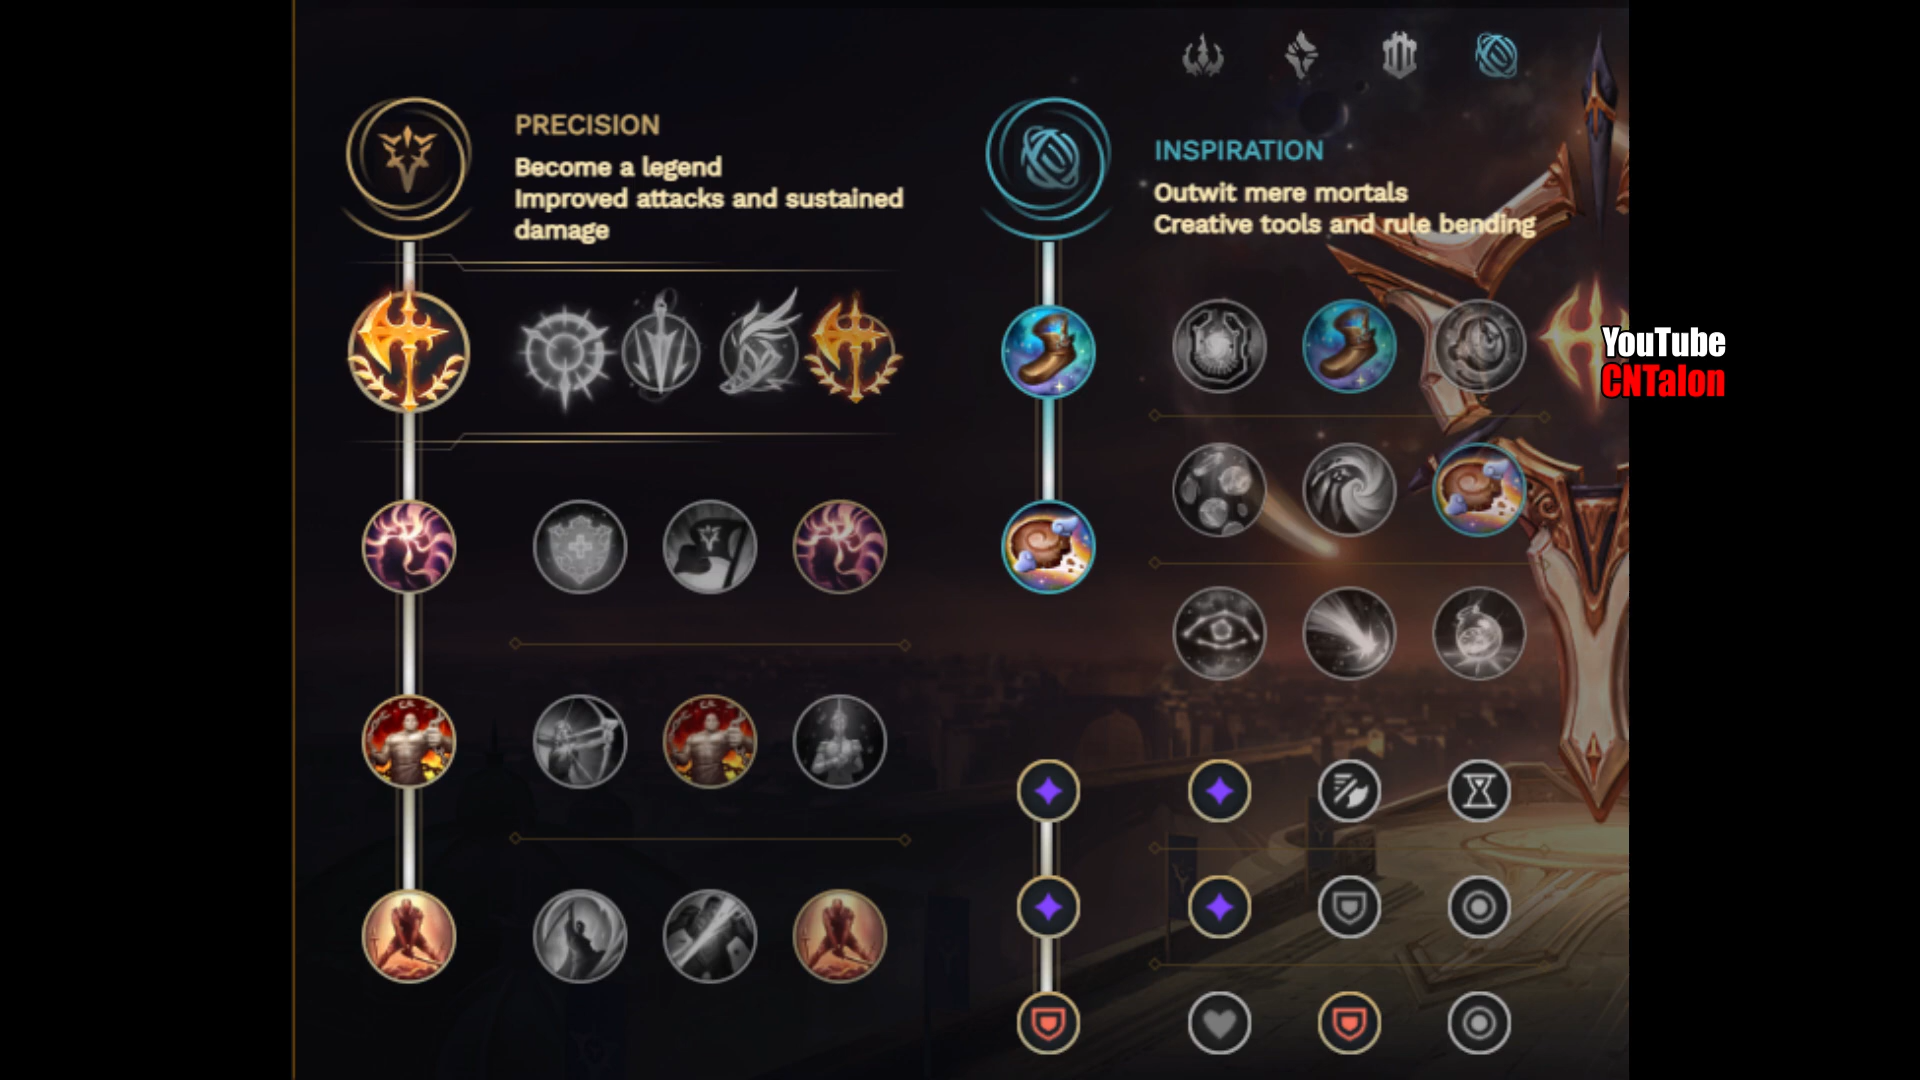 PRECISION
Become a legend
Improved attacks and sustained
damage
INSPIRATION
Outwit mere mortals
Creative tools and rule bending
YouTube
CNTalon